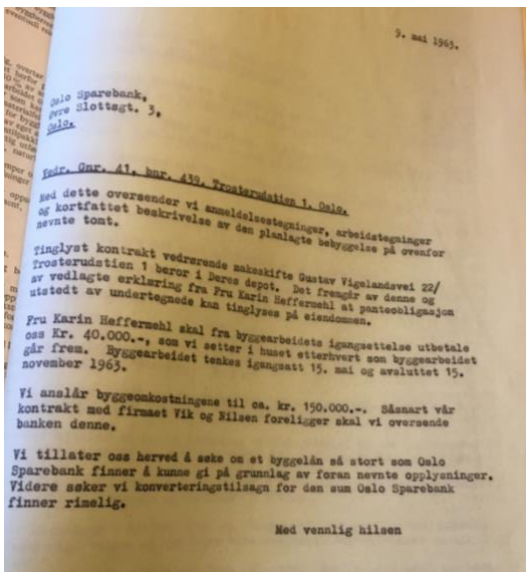 9. mai 1963.
Oslo Sparebank,
Øvre Slottsgt. 3,
Oslo.
Vedr. Gnr. 41, bnr. 439, Trosterudstien 1, Oslo.
Med dette oversender vi anmeldelsestegninger, arbeidstegninger
og kortfattet beskrivelse av den planlagte bebyggelse på ovenfor
nevnte tomt.
Tinglyst kontrakt vedrørende makeskifte Gustav Vigelandsvei 22/
Trosterudstien 1 beror i Deres depot. Det fremgår av denne og
av vedlagte erklæring fra Fru Karin Heffermehl at panteobligasjon
utstedt av undertegnede kan tinglyses på eiendommen.
Fru Karin Heffermehl skal fra byggearbeidets igangsettelse utbetale
oss Kr. 40.000.-, som vi setter i huset etterhvert som byggearbeidet
går frem. Byggearbeidet tenkes igangsatt 15. mai og avsluttet 15.
november 1963.
Vi anslår byggeomkostningene til ca. kr. 150.000.-. Såsnart vår
kontrakt med firmaet Vik og Nilsen foreligger skal vi oversende
banken denne.
Vi tillater oss herved å søke om et byggelån så stort som Oslo
Sparebank finner å kunne gi på grunnlag av foran nevnte opplysninger.
Videre søker vi konverteringstilsagn for den sum Oslo Sparebank
finner rimelig.
Med vennlig hilsen